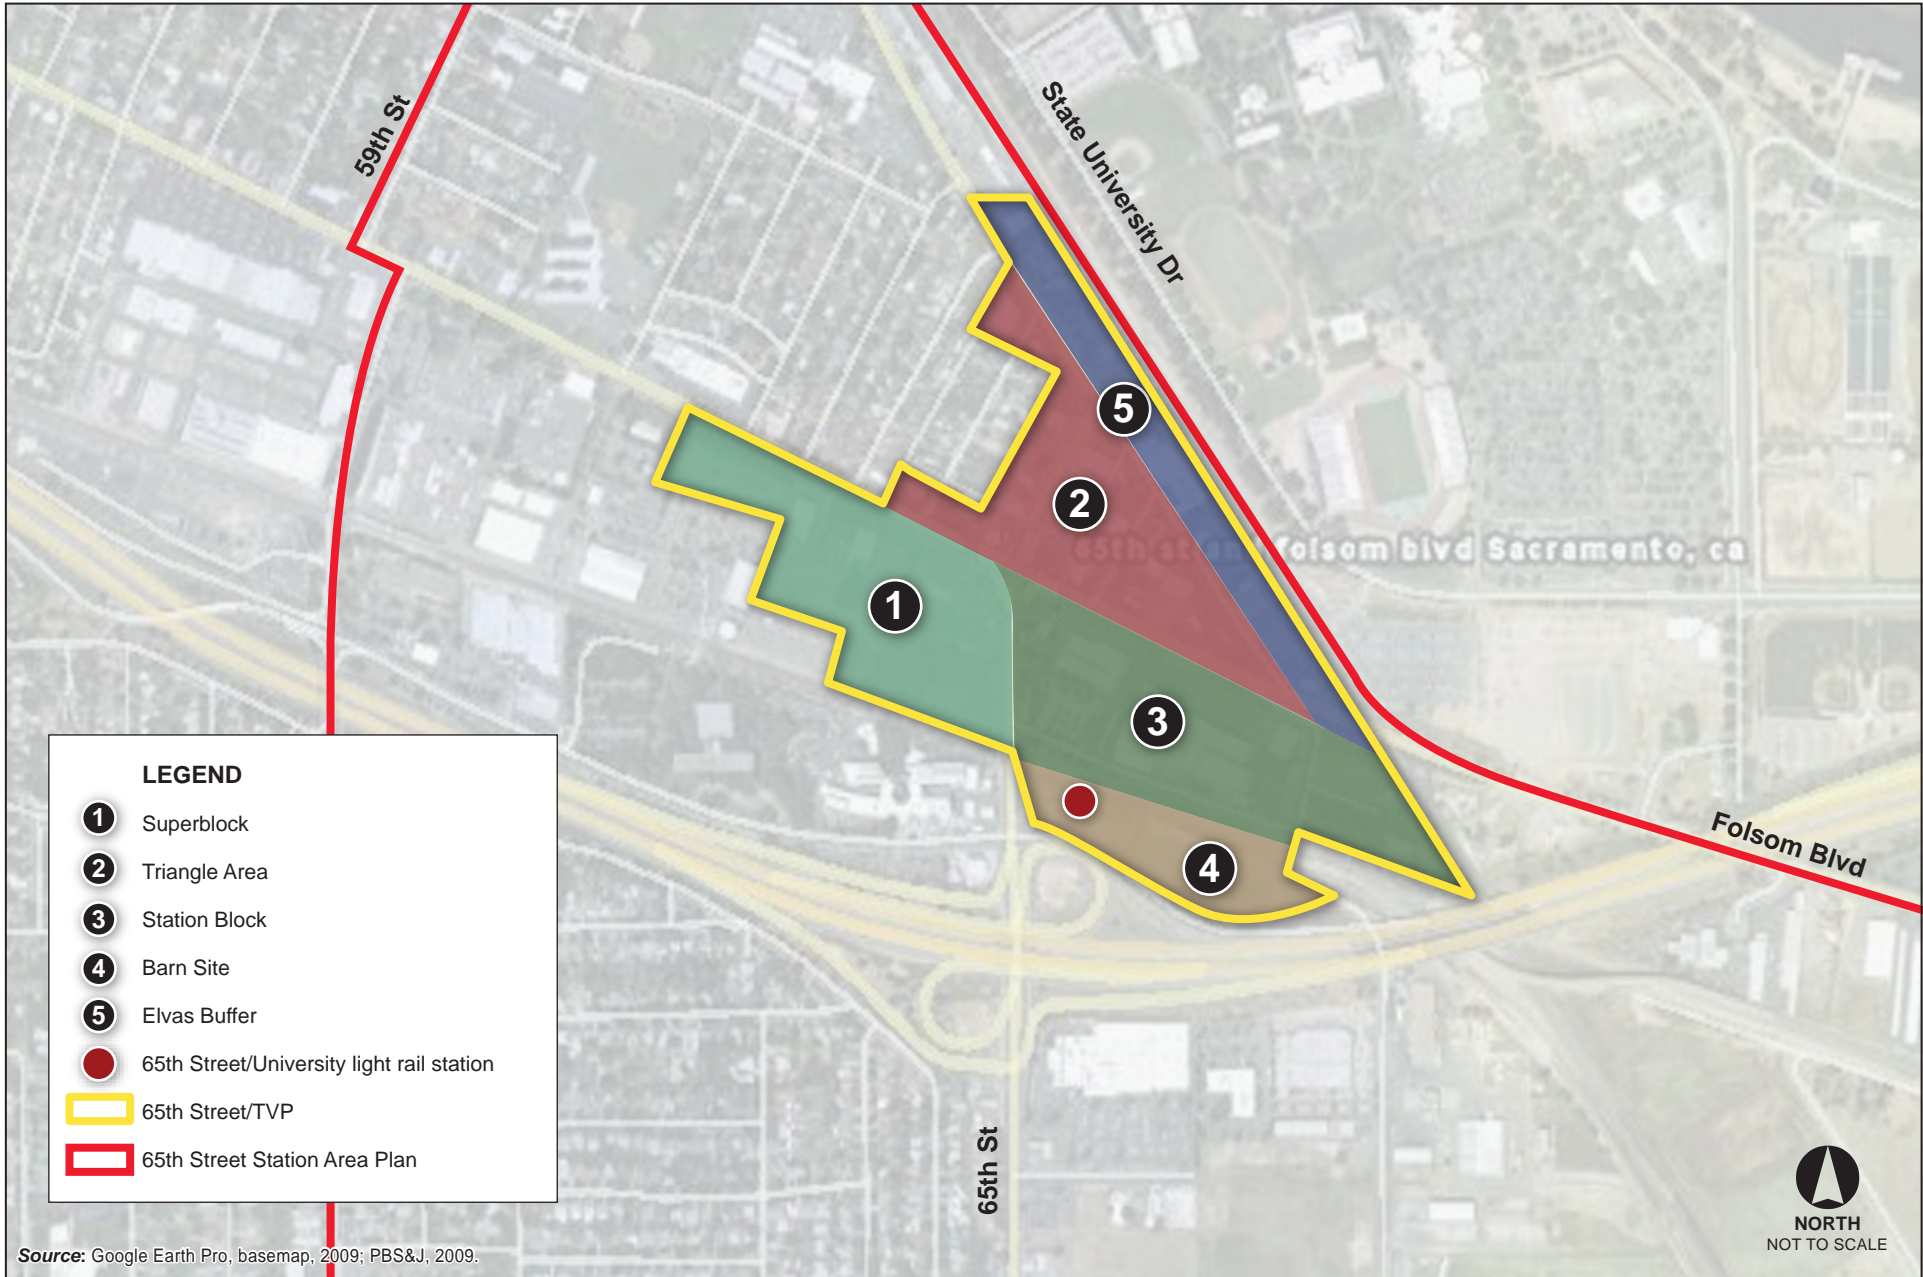 59th St
State University Dr
65th st and folsom blvd Sacramento, ca
5
2
1
3
4
Folsom Blvd
65th St
LEGEND
1 Superblock
2 Triangle Area
3 Station Block
4 Barn Site
5 Elvas Buffer
65th Street/University light rail station
65th Street/TVP
65th Street Station Area Plan
Source: Google Earth Pro, basemap, 2009; PBS&J, 2009.
NORTH
NOT TO SCALE